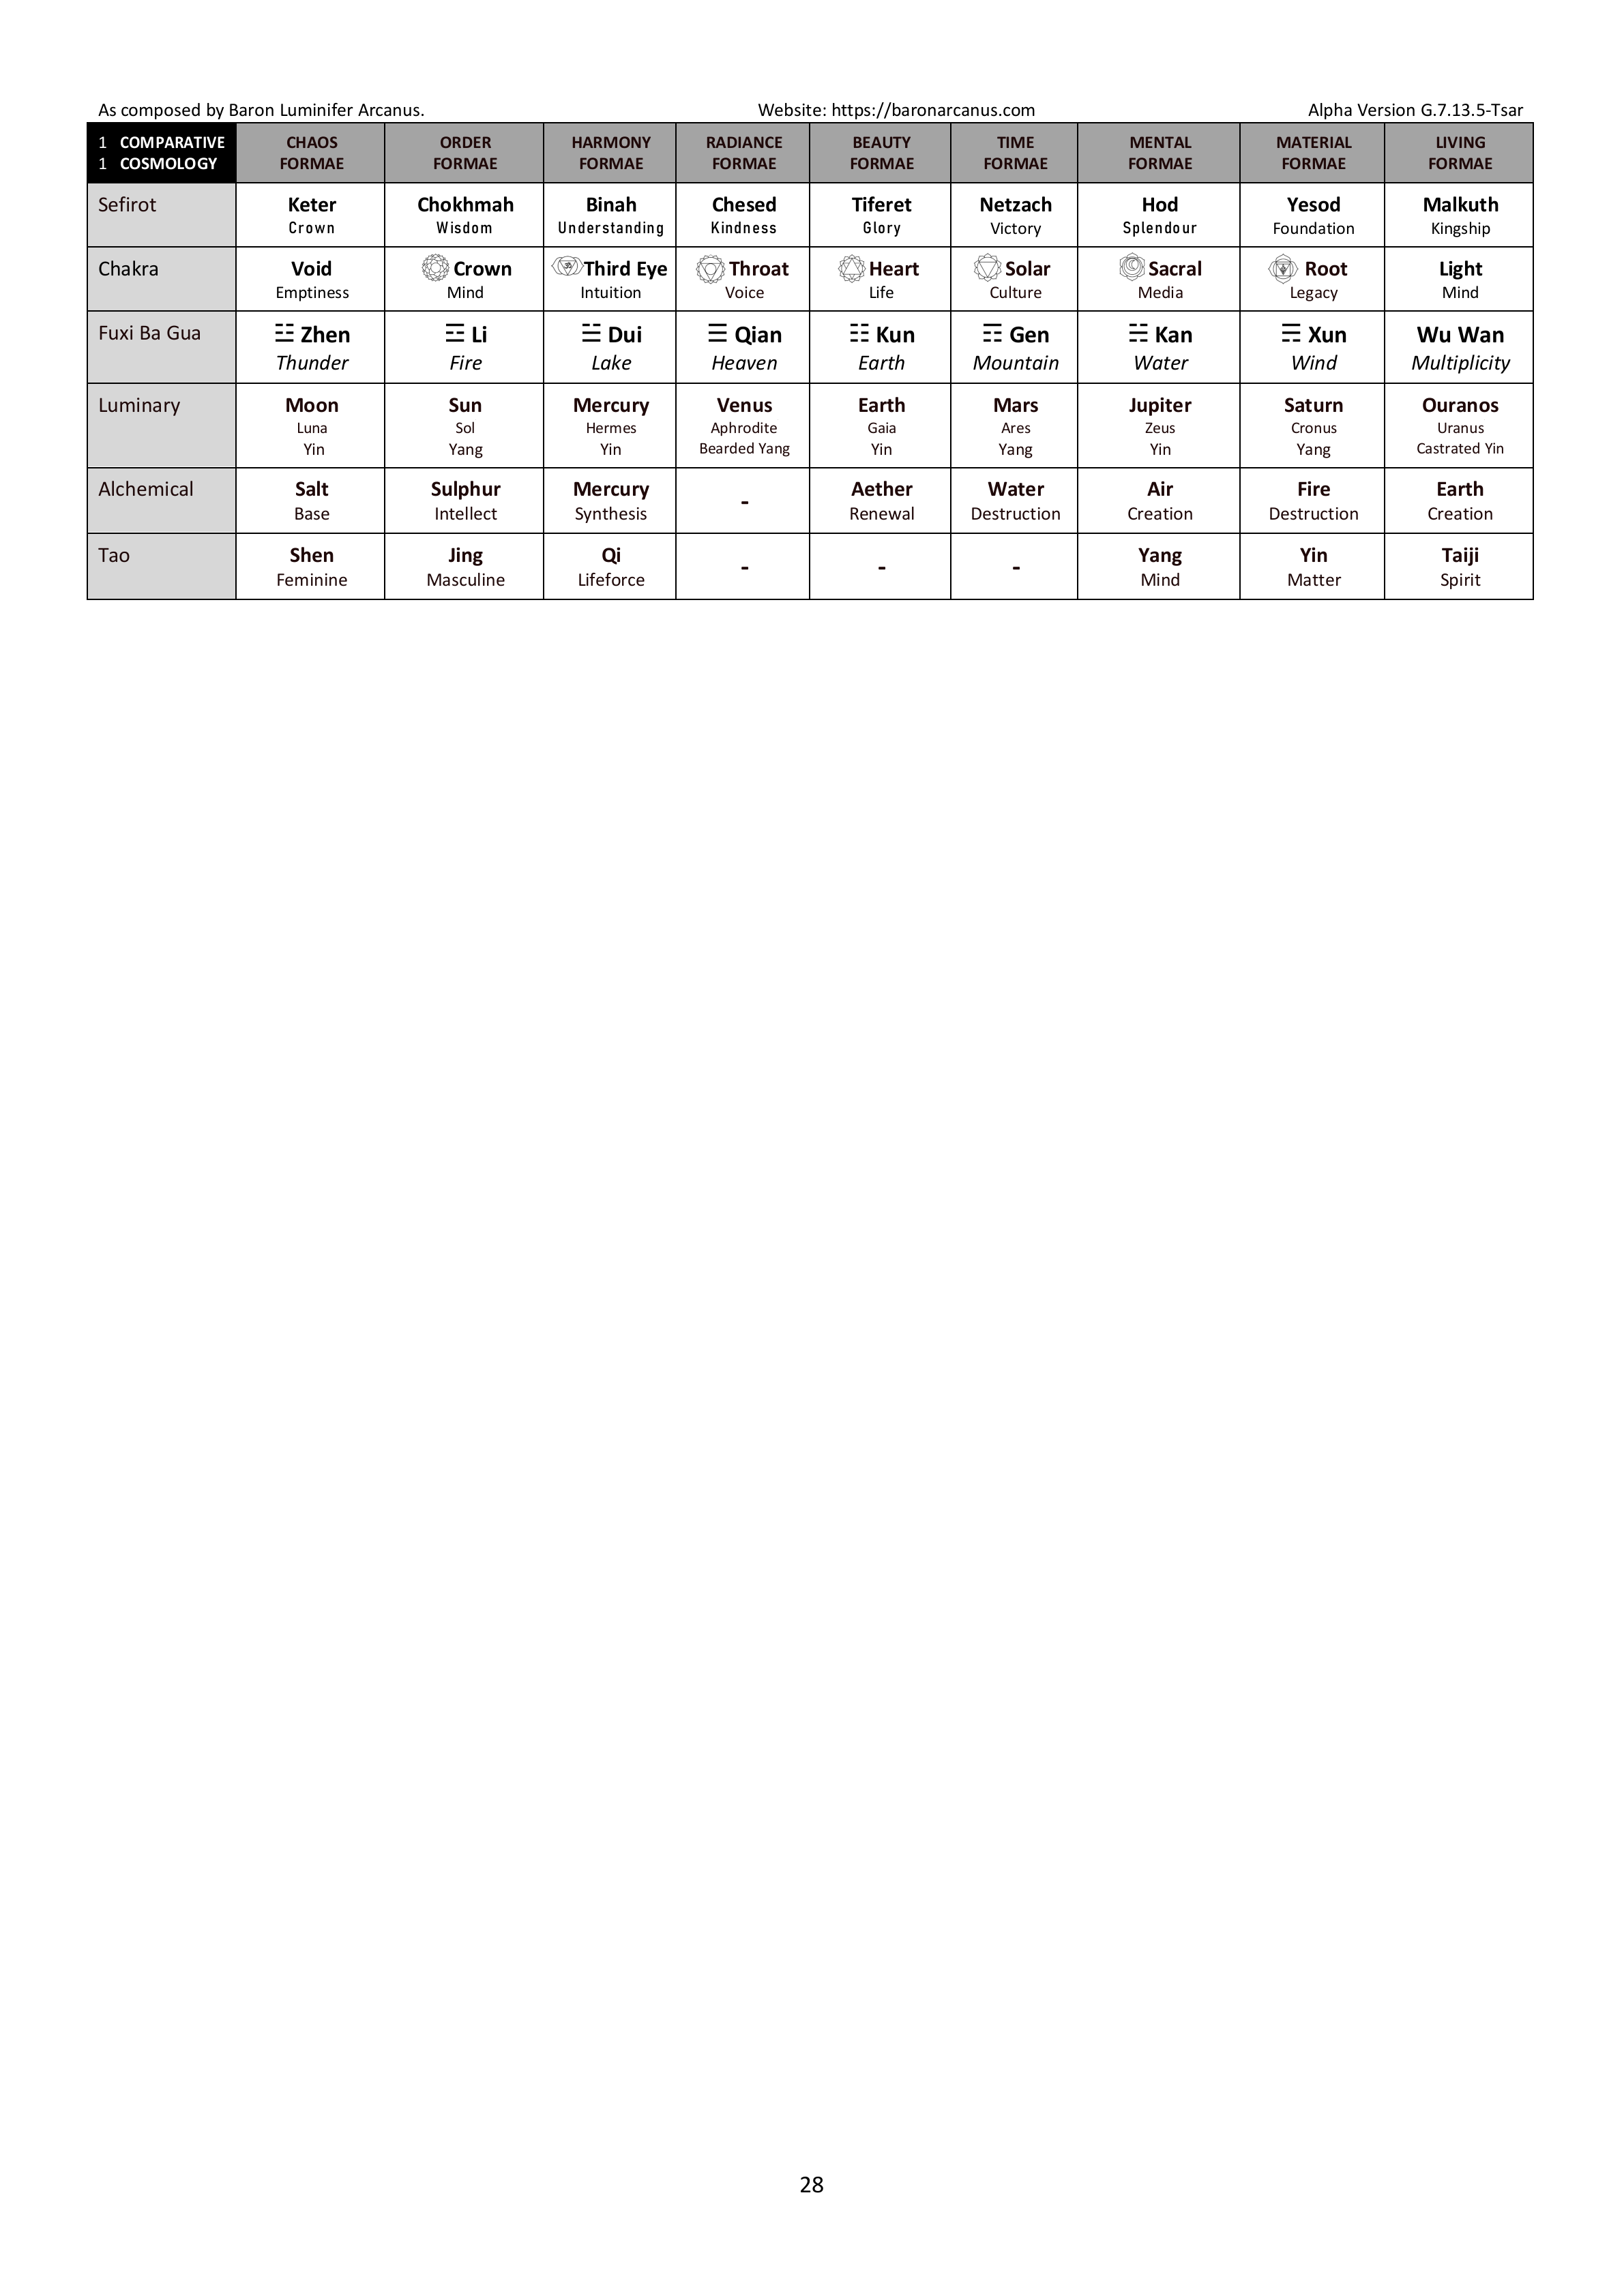 As composed by Baron Luminifer Arcanus. Website: https://baronarcanus.com Alpha Version G.7.13.5-Tsar
1 COMPARATIVE CHAOS ORDER HARMONY RADIANCE BEAUTY TIME MENTAL MATERIAL LIVING
1 COSMOLOGY FORMAE FORMAE FORMAE FORMAE FORMAE FORMAE FORMAE FORMAE FORMAE
Sefirot Keter Chokhmah Binah Chesed Tiferet Netzach Hod Yesod Malkuth
Crown Wisdom Understanding Kindness Glory Victory Splendour Foundation Kingship
Chakra Void Crown Third Eye Throat Heart Solar Sacral Root Light
Emptiness Mind Intuition Voice Life Culture Media Legacy Mind
Fuxi Ba Gua ☳ Zhen ☲ Li ☱ Dui ☰ Qian ☷ Kun ☶ Gen ☵ Kan ☴ Xun Wu Wan
Thunder Fire Lake Heaven Earth Mountain Water Wind Multiplicity
Luminary Moon Sun Mercury Venus Earth Mars Jupiter Saturn Ouranos
Luna Sol Hermes Aphrodite Gaia Ares Zeus Cronus Uranus
Yin Yang Yin Bearded Yang Yin Yang Yin Yang Castrated Yin
Alchemical Salt Sulphur Mercury - Aether Water Air Fire Earth
Base Intellect Synthesis Renewal Destruction Creation Destruction Creation
Tao Shen Jing Qi - - - Yang Yin Taiji
Feminine Masculine Lifeforce Mind Matter Spirit
28